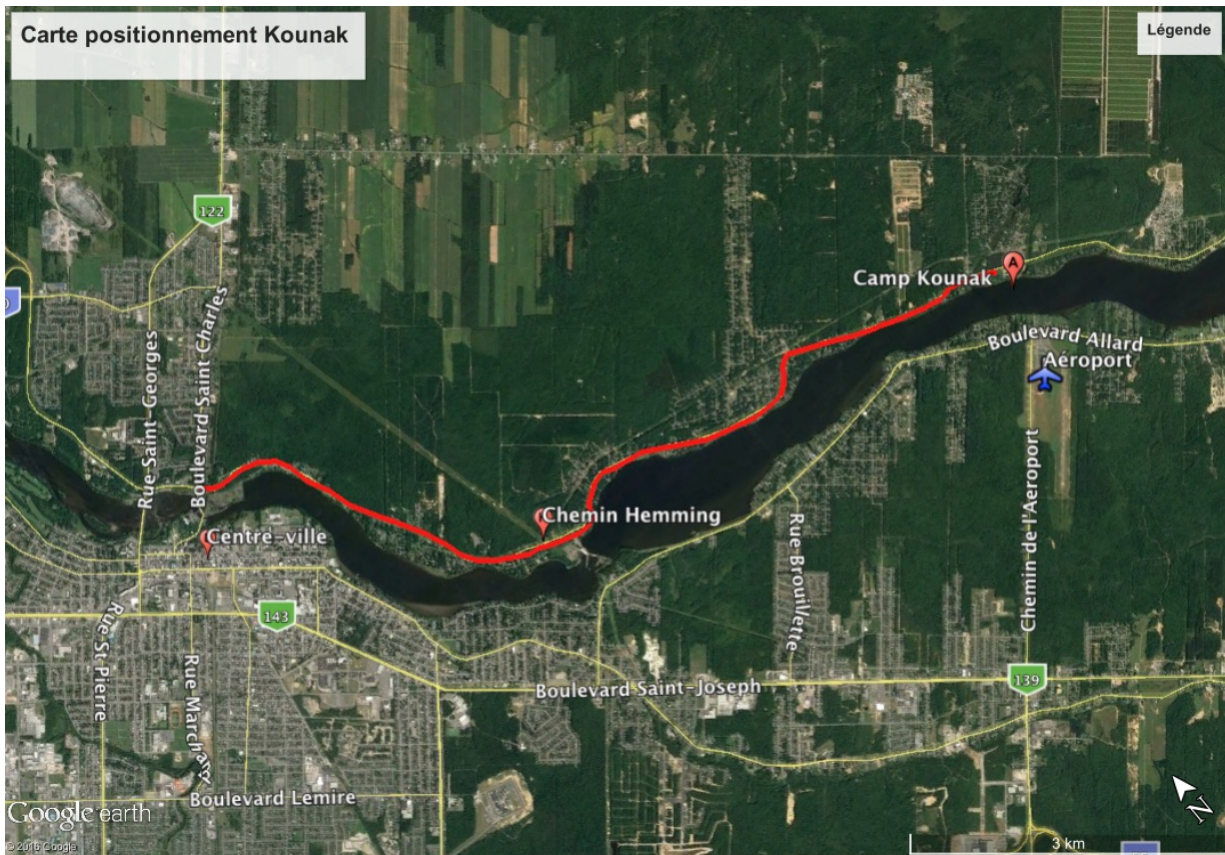 Carte positionnement Kounak
Légende
122
Camp Kounak
A
Boulevard Allard
Aéroport
Rue Saint-Georges
Boulevard Saint Charles
Chemin Hemming
Centre-ville
Chemin de l'Aeroport
Rue Brouillette
143
Rue St Pierre
Rue Marchand
139
Boulevard Saint-Joseph
Boulevard Lemire
Google earth
N
© 2016 Google
3 km